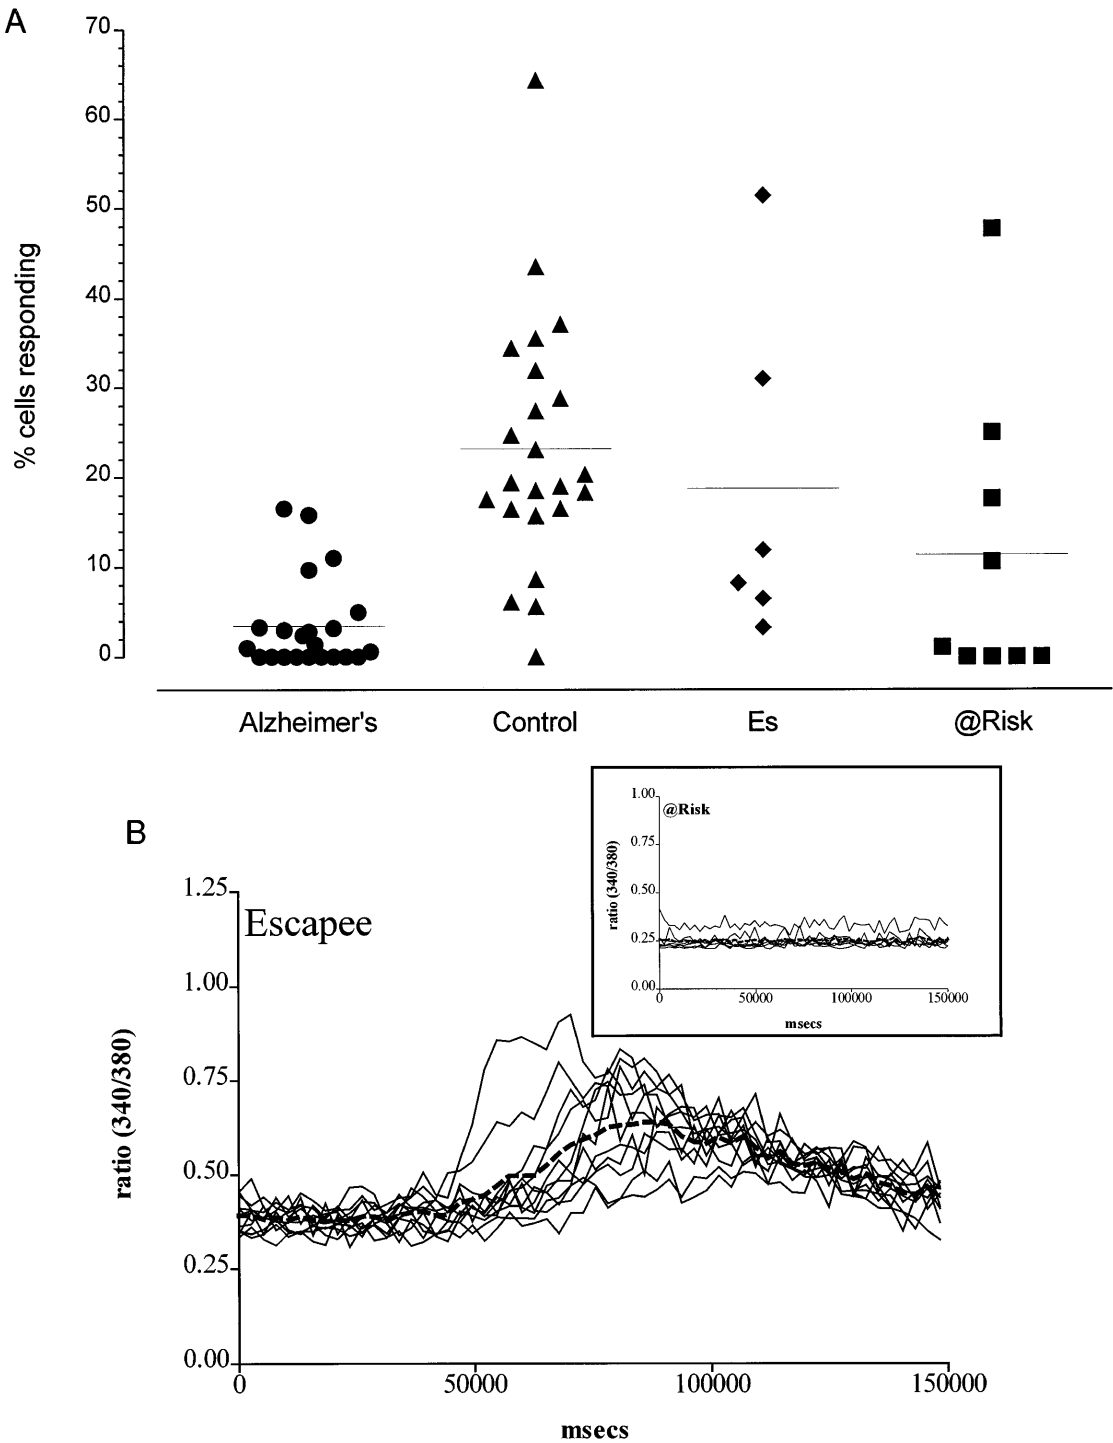 A
70
60
50
40
30
20
10
0
% cells responding
Alzheimer's Control Es @Risk
B
1.25
1.00
0.75
0.50
0.25
0.00
ratio (340/380)
Escapee
0 50000 100000 150000
msecs
1.00
0.75
0.50
0.25
0.00
ratio (340/380)
@Risk
0 50000 100000 150000
msecs